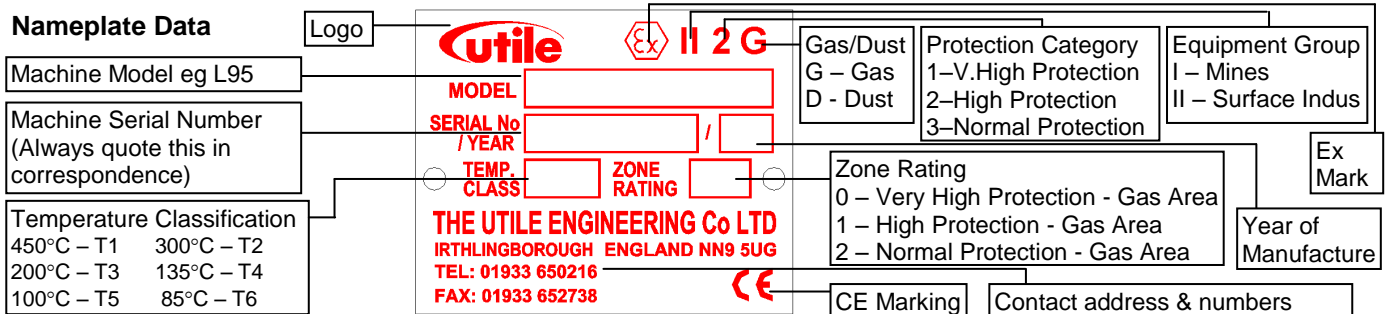 Nameplate Data
Logo
Machine Model eg L95
Machine Serial Number
(Always quote this in
correspondence)
Temperature Classification
450°C – T1 300°C – T2
200°C – T3 135°C – T4
100°C – T5 85°C – T6
utile
Ex II 2 G
MODEL
SERIAL No
/ YEAR
/
TEMP.
CLASS
ZONE
RATING
THE UTILE ENGINEERING Co LTD
IRTHLINGBOROUGH ENGLAND NN9 5UG
TEL: 01933 650216
FAX: 01933 652738
CE
Gas/Dust
G – Gas
D - Dust
Protection Category
1–V.High Protection
2–High Protection
3–Normal Protection
Equipment Group
I – Mines
II – Surface Indus
Ex
Mark
Zone Rating
0 – Very High Protection - Gas Area
1 – High Protection - Gas Area
2 – Normal Protection - Gas Area
Year of
Manufacture
CE Marking
Contact address & numbers